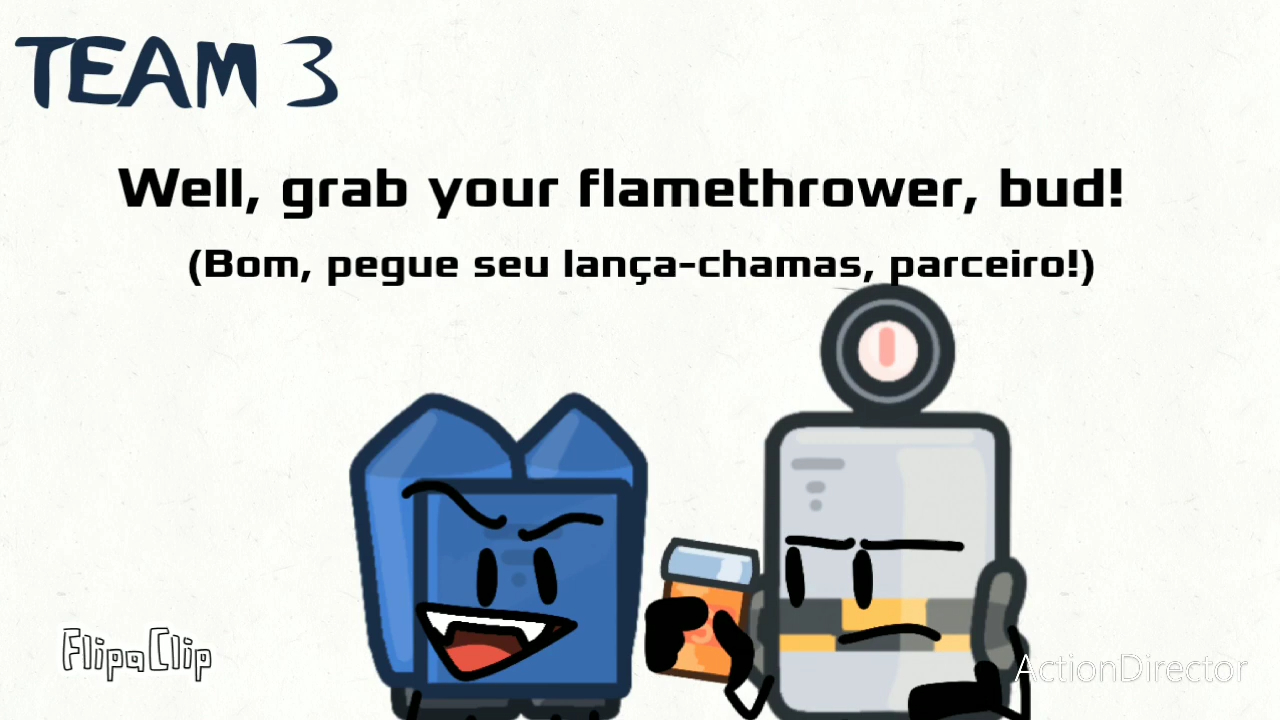 TEAM 3
Well, grab your flamethrower, bud!
(Bom, pegue seu lança-chamas, parceiro!)
FlipaClip
ActionDirector